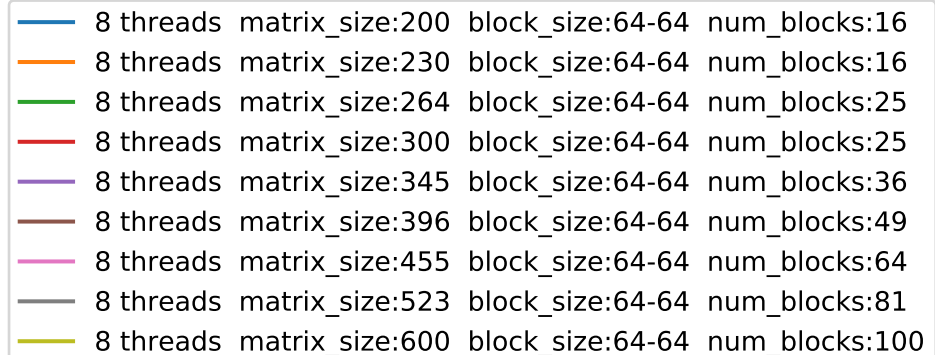 8 threads  matrix_size:200  block_size:64-64  num_blocks:16
8 threads  matrix_size:230  block_size:64-64  num_blocks:16
8 threads  matrix_size:264  block_size:64-64  num_blocks:25
8 threads  matrix_size:300  block_size:64-64  num_blocks:25
8 threads  matrix_size:345  block_size:64-64  num_blocks:36
8 threads  matrix_size:396  block_size:64-64  num_blocks:49
8 threads  matrix_size:455  block_size:64-64  num_blocks:64
8 threads  matrix_size:523  block_size:64-64  num_blocks:81
8 threads  matrix_size:600  block_size:64-64  num_blocks:100